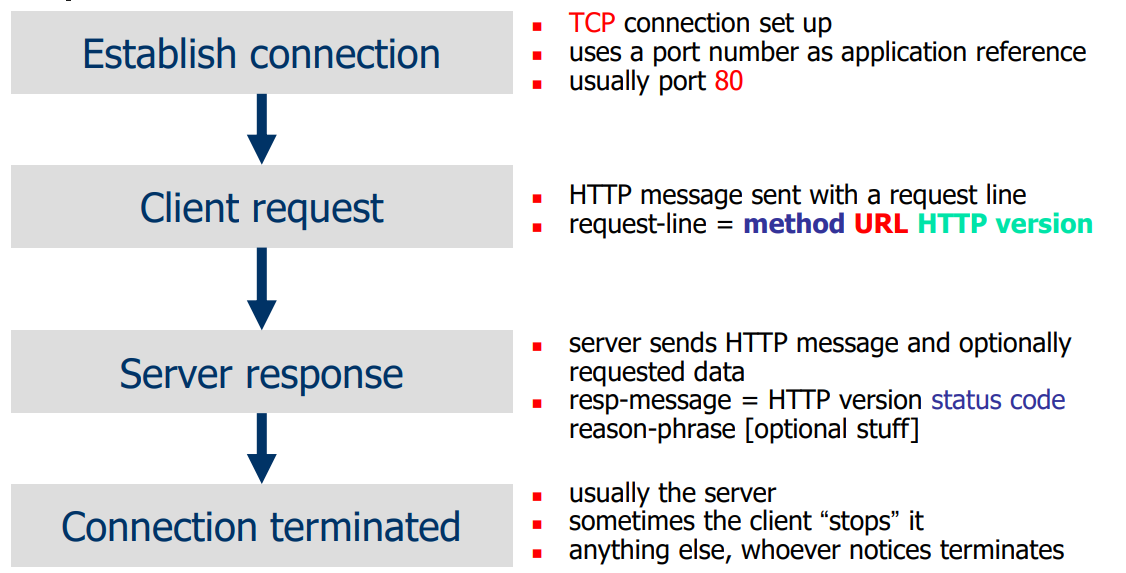 Establish connection
TCP connection set up
uses a port number as application reference
usually port 80
Client request
HTTP message sent with a request line
request-line = method URL HTTP version
Server response
server sends HTTP message and optionally
requested data
resp-message = HTTP version status code
reason-phrase [optional stuff]
Connection terminated
usually the server
sometimes the client “stops” it
anything else, whoever notices terminates